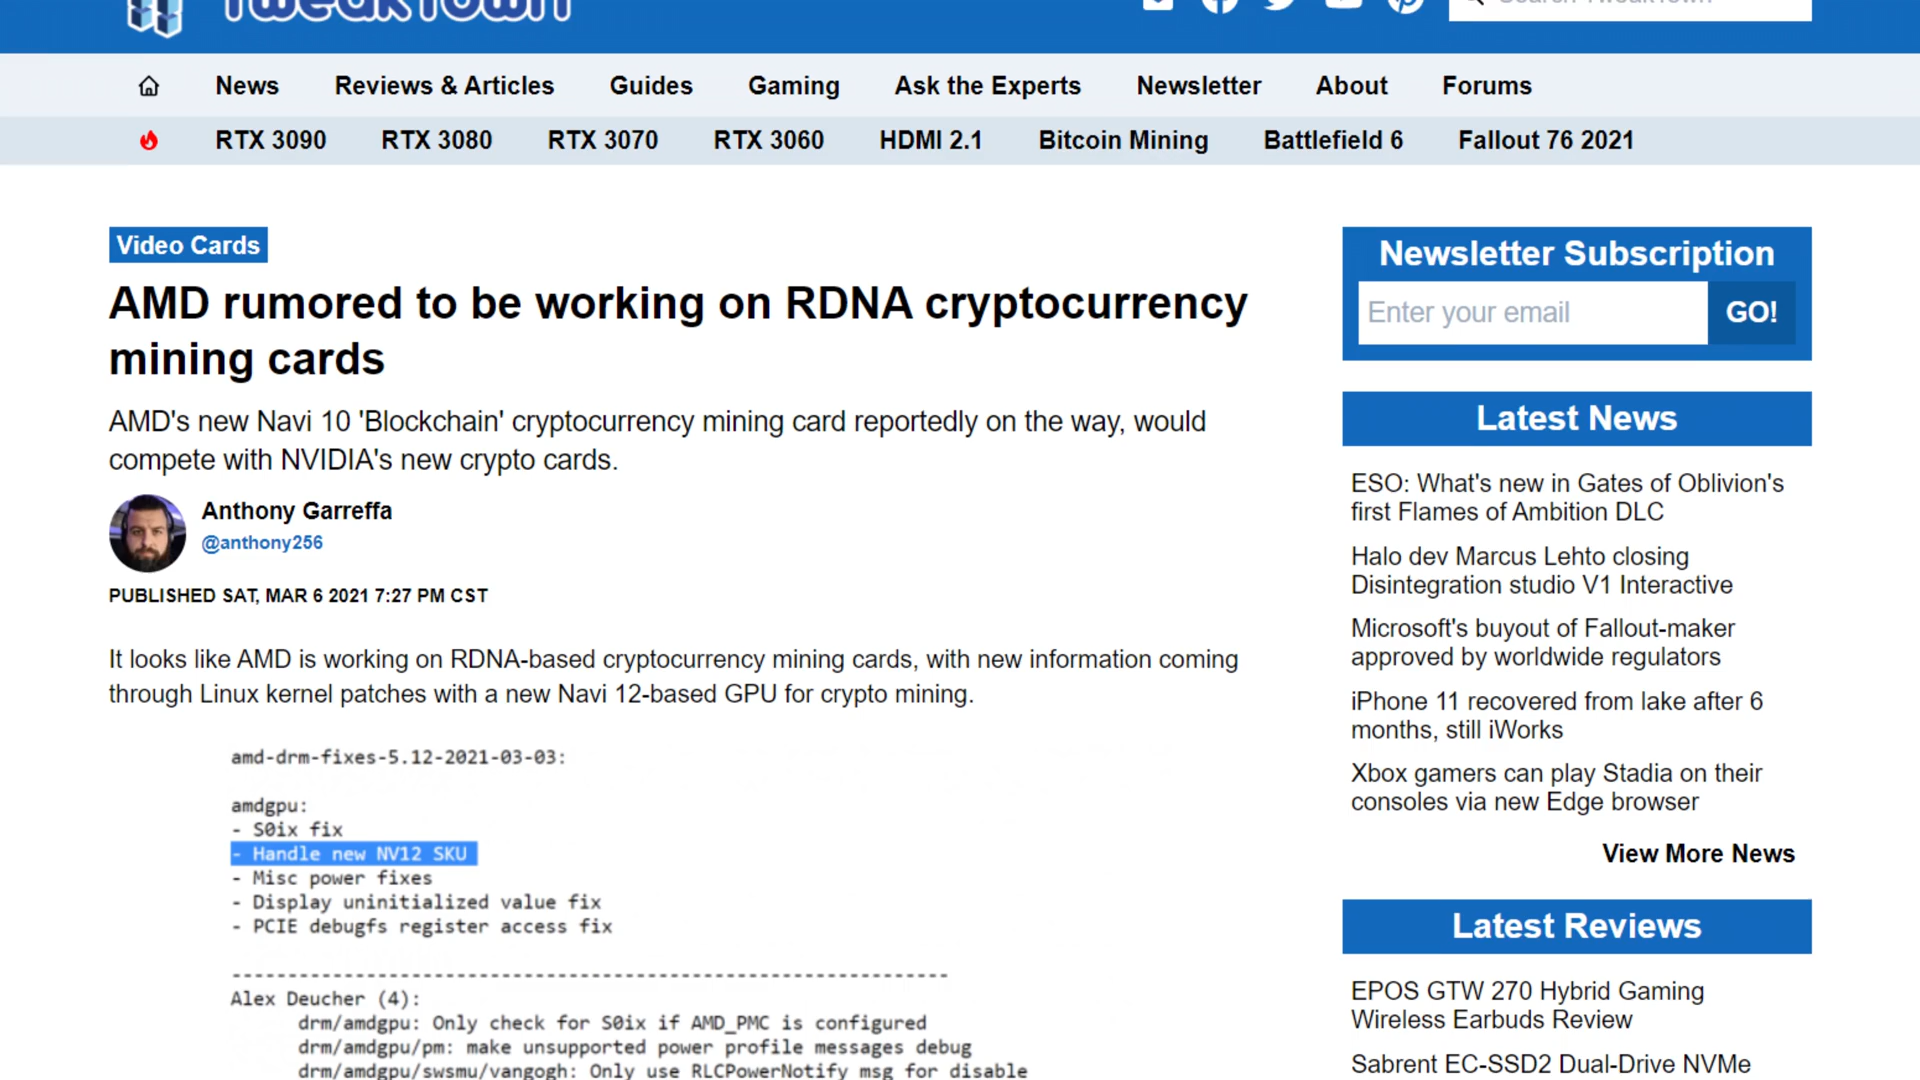 TweakTown
Search TweakTown
News Reviews & Articles Guides Gaming Ask the Experts Newsletter About Forums
RTX 3090 RTX 3080 RTX 3070 RTX 3060 HDMI 2.1 Bitcoin Mining Battlefield 6 Fallout 76 2021
Video Cards
AMD rumored to be working on RDNA cryptocurrency
mining cards
AMD's new Navi 10 'Blockchain' cryptocurrency mining card reportedly on the way, would
compete with NVIDIA's new crypto cards.
Anthony Garreffa
@anthony256
PUBLISHED SAT, MAR 6 2021 7:27 PM CST
It looks like AMD is working on RDNA-based cryptocurrency mining cards, with new information coming
through Linux kernel patches with a new Navi 12-based GPU for crypto mining.
amd-drm-fixes-5.12-2021-03-03:
amdgpu:
- S0ix fix
- Handle new NV12 SKU
- Misc power fixes
- Display uninitialized value fix
- PCIE debugfs register access fix
----------------------------------------------------------------
Alex Deucher (4):
drm/amdgpu: Only check for S0ix if AMD_PMC is configured
drm/amdgpu/pm: make unsupported power profile messages debug
drm/amdgpu/swsmu/vangogh: Only use RLCPowerNotify msg for disable
Newsletter Subscription
Enter your email GO!
Latest News
ESO: What's new in Gates of Oblivion's
first Flames of Ambition DLC
Halo dev Marcus Lehto closing
Disintegration studio V1 Interactive
Microsoft's buyout of Fallout-maker
approved by worldwide regulators
iPhone 11 recovered from lake after 6
months, still iWorks
Xbox gamers can play Stadia on their
consoles via new Edge browser
View More News
Latest Reviews
EPOS GTW 270 Hybrid Gaming
Wireless Earbuds Review
Sabrent EC-SSD2 Dual-Drive NVMe